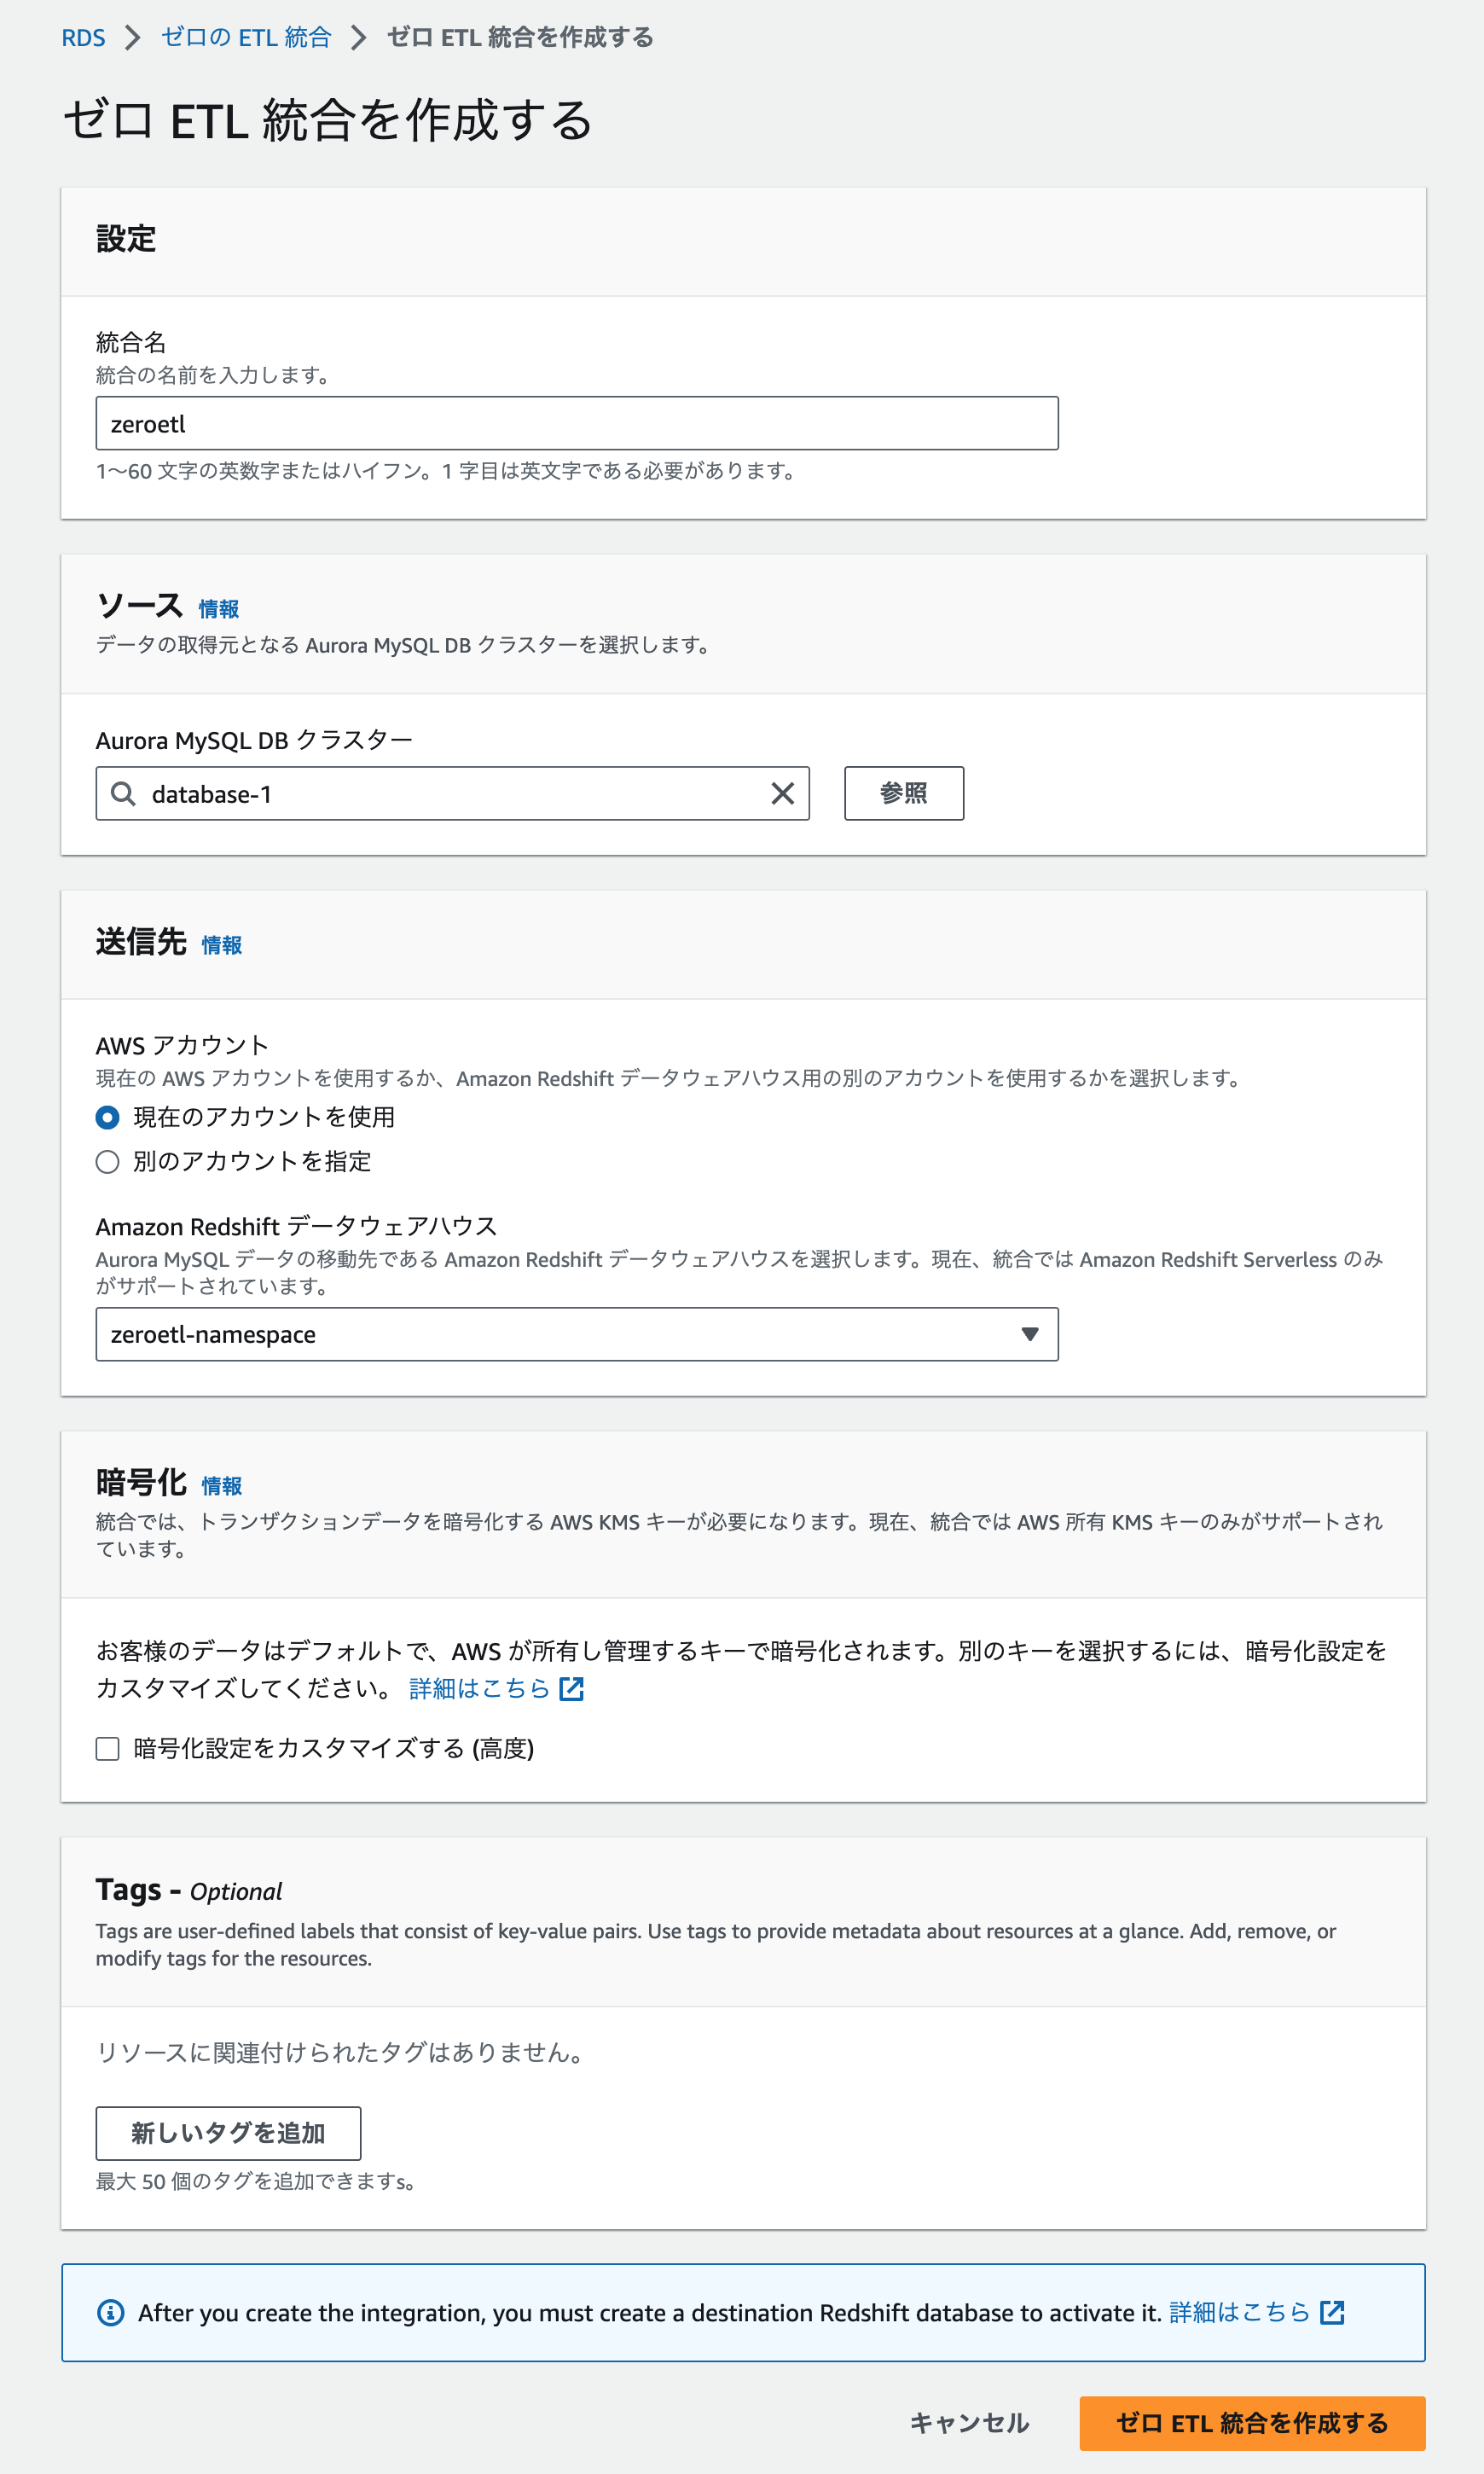 RDS > ゼロの ETL 統合 > ゼロ ETL 統合を作成する
ゼロ ETL 統合を作成する
設定
統合名
統合の名前を入力します。
zeroetl
1〜60 文字の英数字またはハイフン。1 字目は英文字である必要があります。
ソース 情報
データの取得元となる Aurora MySQL DB クラスターを選択します。
Aurora MySQL DB クラスター
database-1
参照
送信先 情報
AWS アカウント
現在の AWS アカウントを使用するか、Amazon Redshift データウェアハウス用の別のアカウントを使用するかを選択します。
現在のアカウントを使用
別のアカウントを指定
Amazon Redshift データウェアハウス
Aurora MySQL データの移動先である Amazon Redshift データウェアハウスを選択します。現在、統合では Amazon Redshift Serverless のみ
がサポートされています。
zeroetl-namespace
暗号化 情報
統合では、トランザクションデータを暗号化する AWS KMS キーが必要になります。現在、統合では AWS 所有 KMS キーのみがサポートされ
ています。
お客様のデータはデフォルトで、AWS が所有し管理するキーで暗号化されます。別のキーを選択するには、暗号化設定を
カスタマイズしてください。 詳細はこちら
暗号化設定をカスタマイズする (高度)
Tags - Optional
Tags are user-defined labels that consist of key-value pairs. Use tags to provide metadata about resources at a glance. Add, remove, or
modify tags for the resources.
リソースに関連付けられたタグはありません。
新しいタグを追加
最大 50 個のタグを追加できますs。
After you create the integration, you must create a destination Redshift database to activate it. 詳細はこちら
キャンセル
ゼロ ETL 統合を作成する